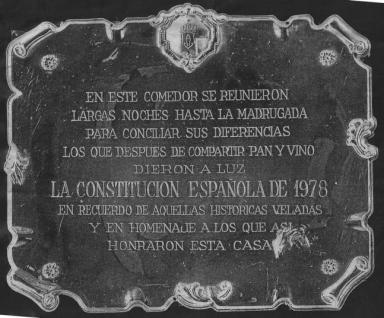 EN ESTE COMEDOR SE REUNIERON
LARGAS NOCHES HASTA LA MADRUGADA
PARA CONCILIAR SUS DIFERENCIAS
LOS QUE DESPUES DE COMPARTIR PAN Y VINO
DIERON A LUZ
LA CONSTITUCION ESPAÑOLA DE 1978
EN RECUERDO DE AQUELLAS HISTORICAS VELADAS
Y EN HOMENAJE A LOS QUE ASI
HONRARON ESTA CASA